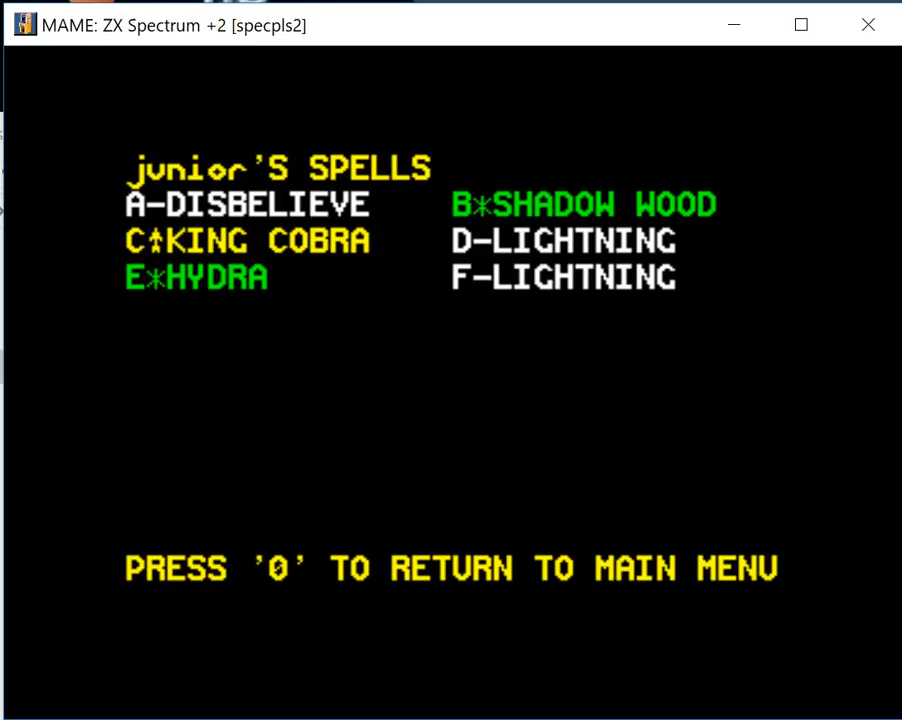 MAME: ZX Spectrum +2 [specpls2]
junior'S SPELLS
A-DISBELIEVE B*SHADOW WOOD
C↟KING COBRA D-LIGHTNING
E*HYDRA F-LIGHTNING
PRESS '0' TO RETURN TO MAIN MENU